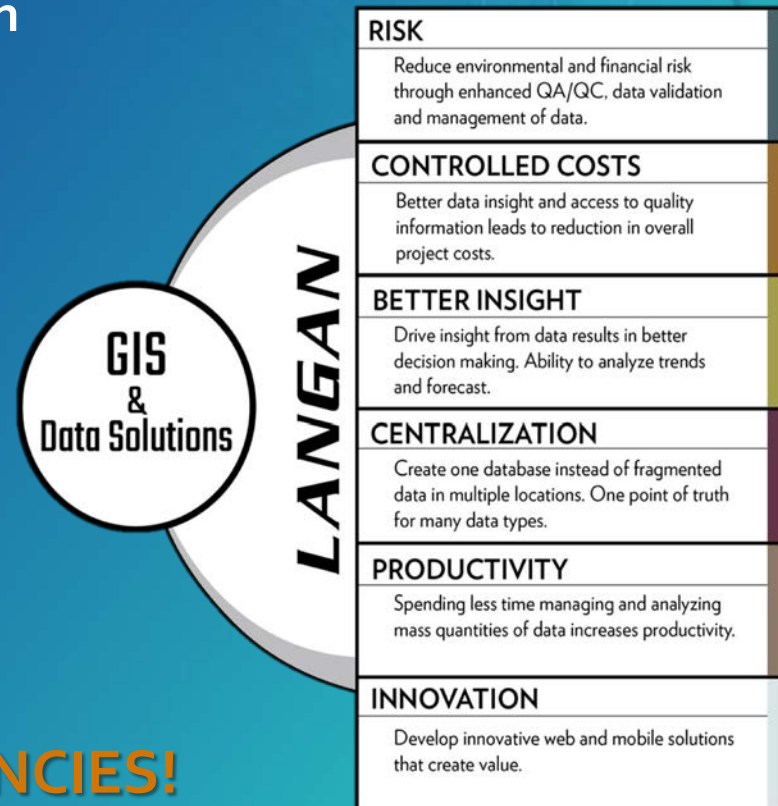 RISK
Reduce environmental and financial risk
through enhanced QA/QC, data validation
and management of data.
CONTROLLED COSTS
Better data insight and access to quality
information leads to reduction in overall
project costs.
BETTER INSIGHT
Drive insight from data results in better
decision making. Ability to analyze trends
and forecast.
CENTRALIZATION
Create one database instead of fragmented
data in multiple locations. One point of truth
for many data types.
PRODUCTIVITY
Spending less time managing and analyzing
mass quantities of data increases productivity.
INNOVATION
Develop innovative web and mobile solutions
that create value.
LANGAN
GIS
&
Data Solutions
NCIES!